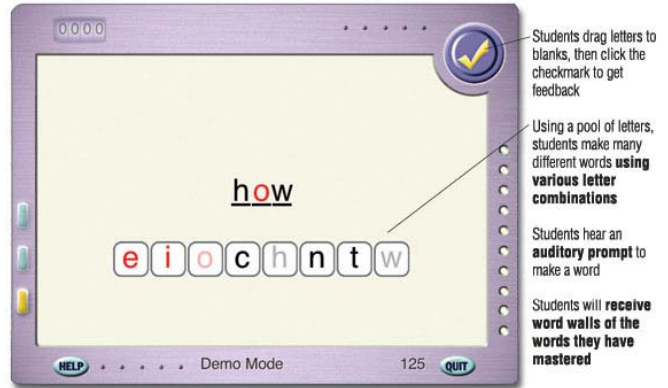 0000
Students drag letters to
blanks, then click the
checkmark to get
feedback
Using a pool of letters,
students make many
different words using
various letter
combinations
how
e i o c h n t w
Students hear an
auditory prompt to
make a word
Students will receive
word walls of the
words they have
mastered
HELP Demo Mode 125 QUIT